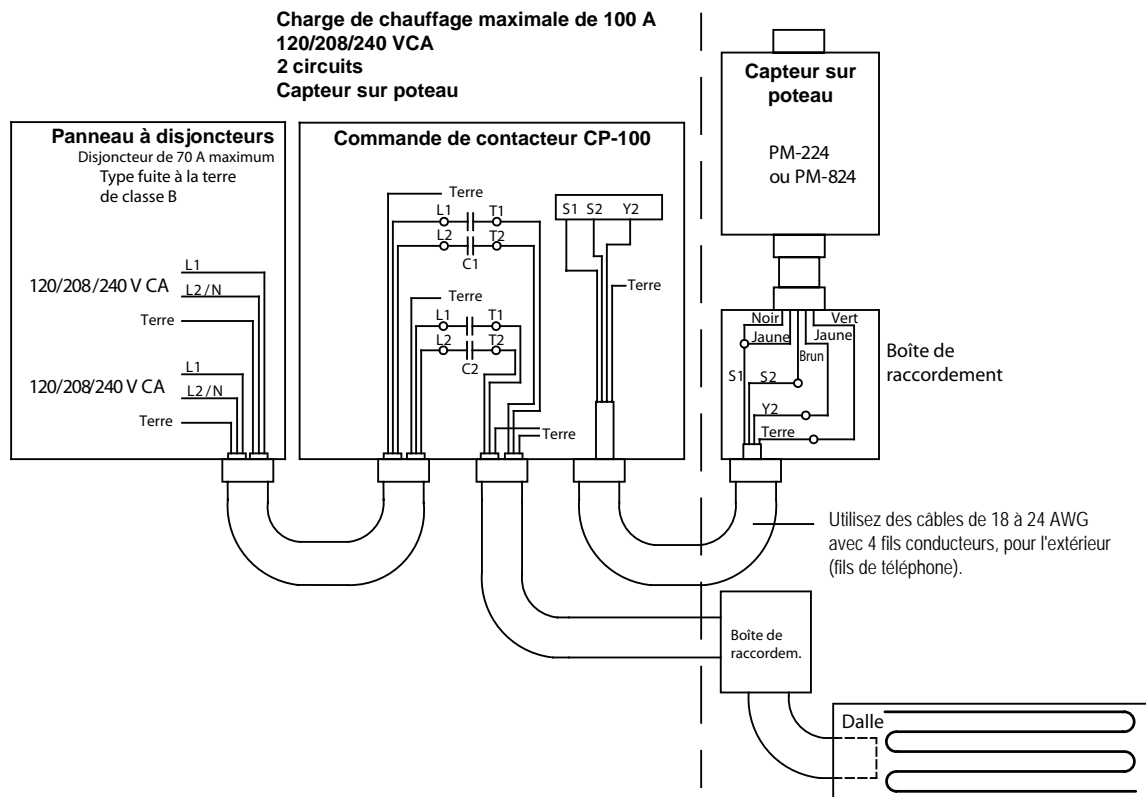 Charge de chauffage maximale de 100 A
120/208/240 VCA
2 circuits
Capteur sur poteau
Panneau à disjoncteurs
Disjoncteur de 70 A maximum
Type fuite à la terre
de classe B
L1
120/208/240 V CA
L2/N
Terre
L1
120/208/240 V CA
L2/N
Terre
Commande de contacteur CP-100
Terre
L1 T1
L2 T2
C1
Terre
L1 T1
L2 T2
C2
Terre
S1 S2 Y2
Terre
Capteur sur
poteau
PM-224
ou PM-824
Noir Vert
Jaune Jaune
Brun
S1 S2
Y2
Terre
Boîte de
raccordement
Utilisez des câbles de 18 à 24 AWG
avec 4 fils conducteurs, pour l'extérieur
(fils de téléphone).
Boîte de
raccordem.
Dalle